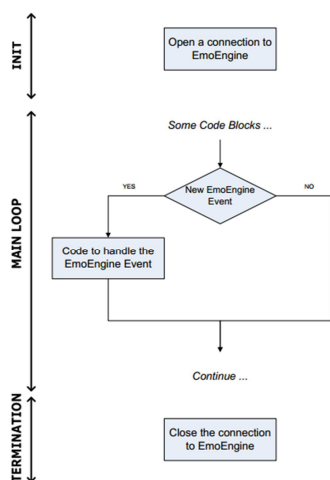 INIT
Open a connection to
EmoEngine
MAIN LOOP
Some Code Blocks ...
New EmoEngine
Event
YES
NO
Code to handle the
EmoEngine Event
Continue ...
TERMINATION
Close the connection
to EmoEngine